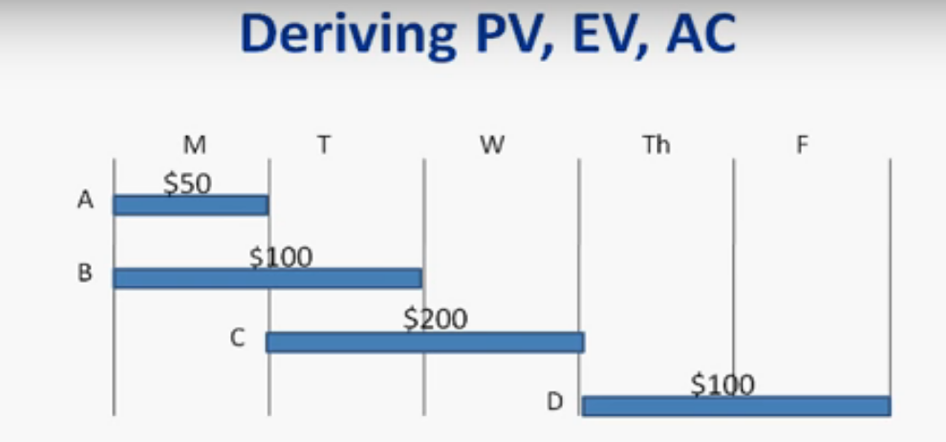 Deriving PV, EV, AC
M T W Th F
$50
A
$100
B
$200
C
$100
D